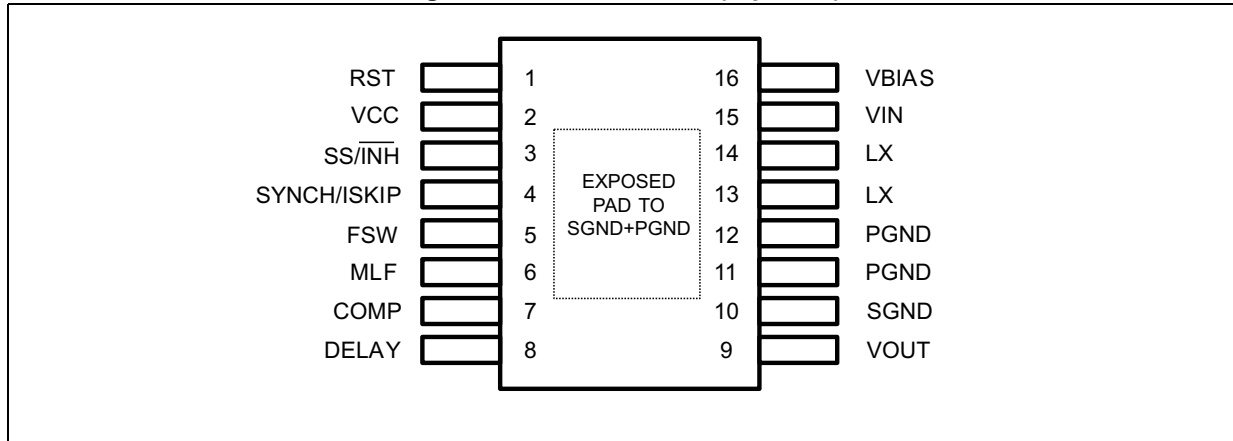 RST 1 16 VBIAS
VCC 2 15 VIN
SS/INH 3 14 LX
SYNCH/ISKIP 4 13 LX
EXPOSED
PAD TO
SGND+PGND
FSW 5 12 PGND
MLF 6 11 PGND
COMP 7 10 SGND
DELAY 8 9 VOUT